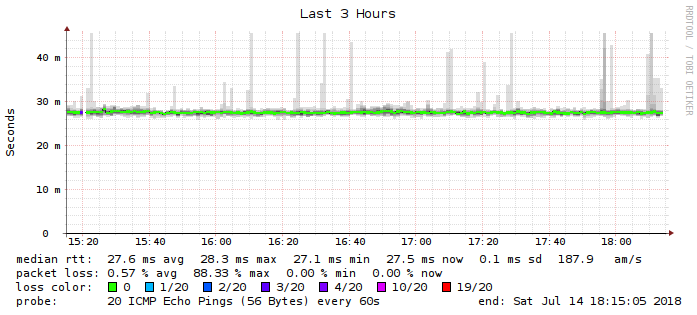 Last 3 Hours
RRDTOOL / TOBI OETIKER
Seconds
40 m
30 m
20 m
10 m
0
15:20 15:40 16:00 16:20 16:40 17:00 17:20 17:40 18:00
median rtt: 27.6 ms avg 28.3 ms max 27.1 ms min 27.5 ms now 0.1 ms sd 187.9 am/s
packet loss: 0.57 % avg 88.33 % max 0.00 % min 0.00 % now
loss color: 0 1/20 2/20 3/20 4/20 10/20 19/20
probe: 20 ICMP Echo Pings (56 Bytes) every 60s end: Sat Jul 14 18:15:05 2018